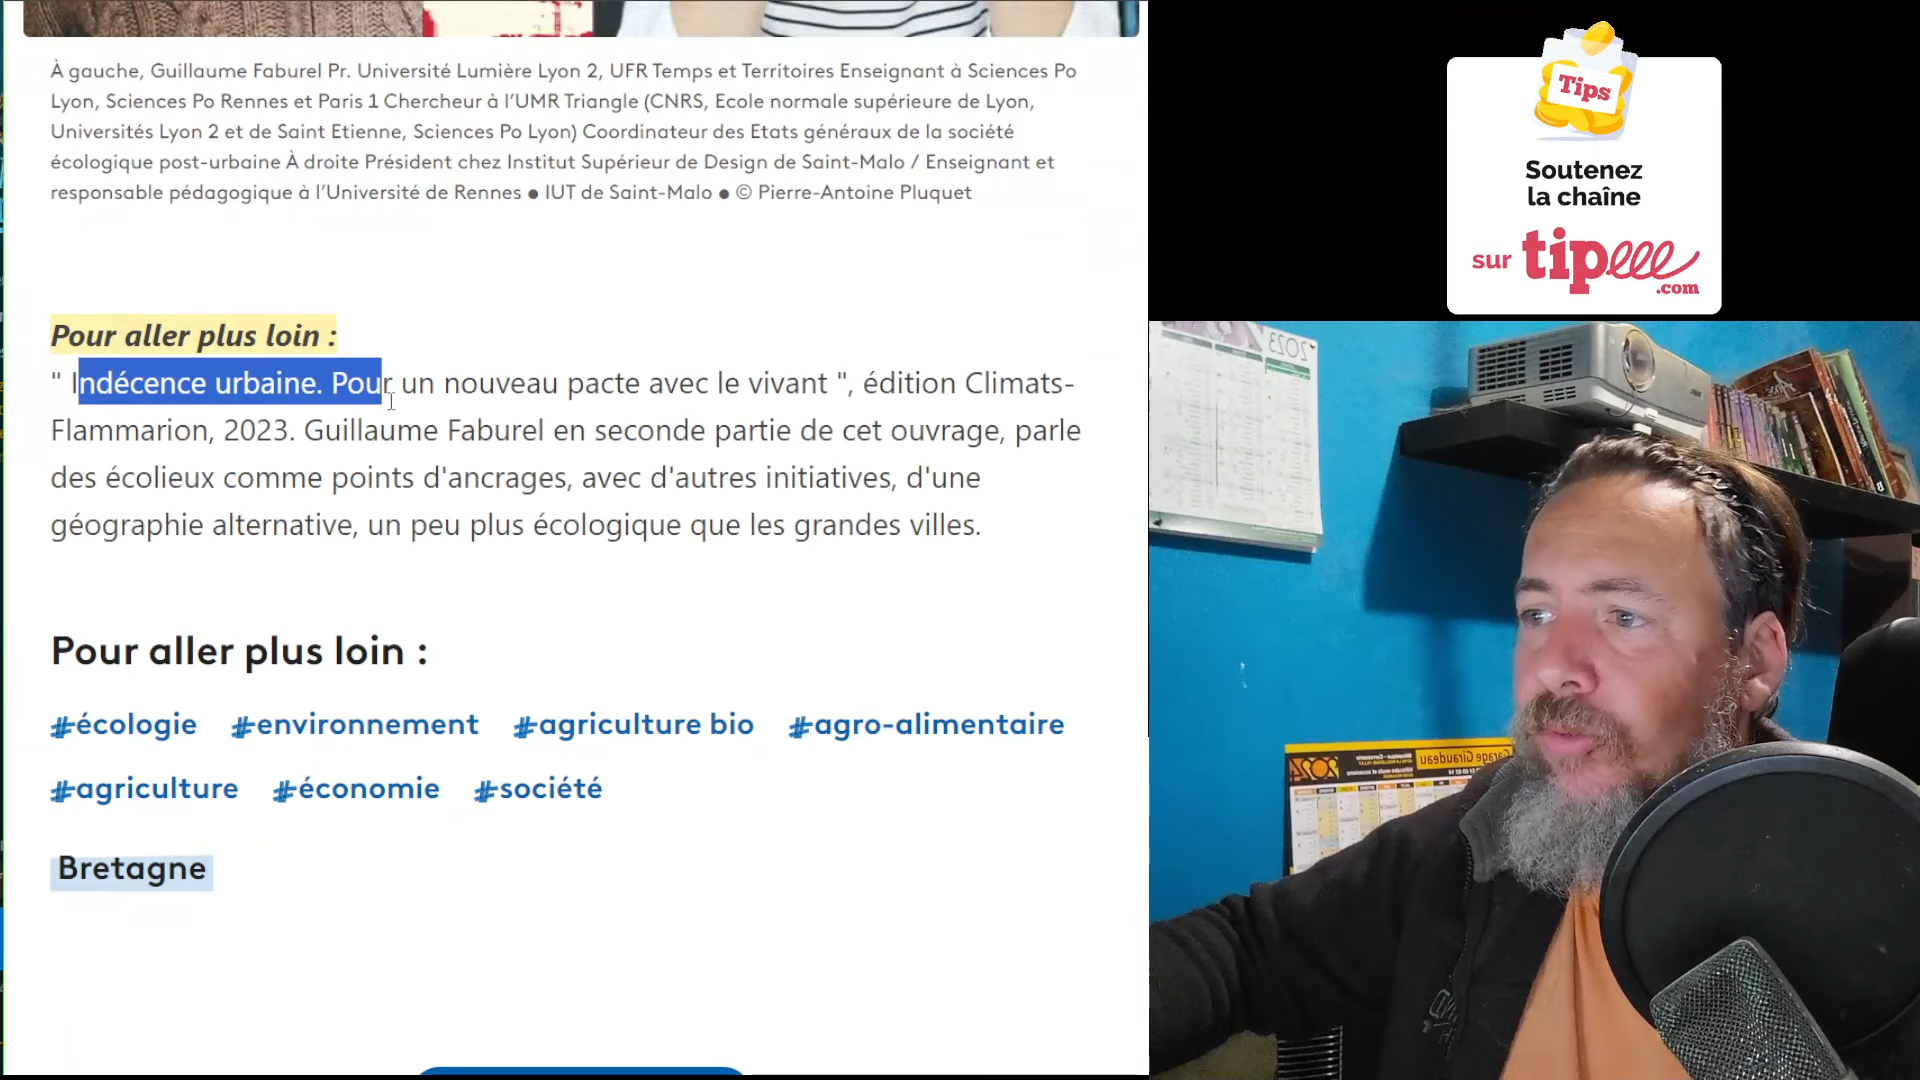 À gauche, Guillaume Faburel Pr. Université Lumière Lyon 2, UFR Temps et Territoires Enseignant à Sciences Po
Lyon, Sciences Po Rennes et Paris 1 Chercheur à l'UMR Triangle (CNRS, Ecole normale supérieure de Lyon,
Universités Lyon 2 et de Saint Etienne, Sciences Po Lyon) Coordinateur des Etats généraux de la société
écologique post-urbaine À droite Président chez Institut Supérieur de Design de Saint-Malo / Enseignant et
responsable pédagogique à l'Université de Rennes ● IUT de Saint-Malo ● © Pierre-Antoine Pluquet
Pour aller plus loin :
" Indécence urbaine. Pour un nouveau pacte avec le vivant ", édition Climats-
Flammarion, 2023. Guillaume Faburel en seconde partie de cet ouvrage, parle
des écolieux comme points d'ancrages, avec d'autres initiatives, d'une
géographie alternative, un peu plus écologique que les grandes villes.
Pour aller plus loin :
#écologie #environnement #agriculture bio #agro-alimentaire
#agriculture #économie #société
Bretagne
Tips
Soutenez
la chaîne
sur tipeee
.com
2023
Garage Giraudeau
2024